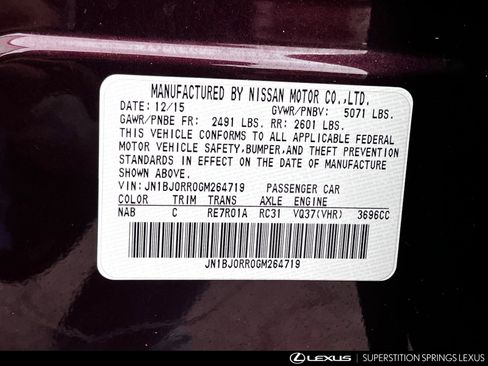 MANUFACTURED BY NISSAN MOTOR CO.,LTD.
DATE: 12/15 GVWR/PNBV: 5071 LBS.
GAWR/PNBE FR: 2491 LBS. RR: 2601 LBS.
THIS VEHICLE CONFORMS TO ALL APPLICABLE FEDERAL
MOTOR VEHICLE SAFETY,BUMPER,AND THEFT PREVENTION
STANDARDS IN EFFECT ON THE DATE OF MANUFACTURE
SHOWN ABOVE.
VIN: JN1BJ0RR0GM264719 PASSENGER CAR
COLOR TRIM TRANS AXLE ENGINE
NAB C RE7R01A RC31 VQ37(VHR) 3696CC
JN1BJ0RR0GM264719
LEXUS | SUPERSTITION SPRINGS LEXUS